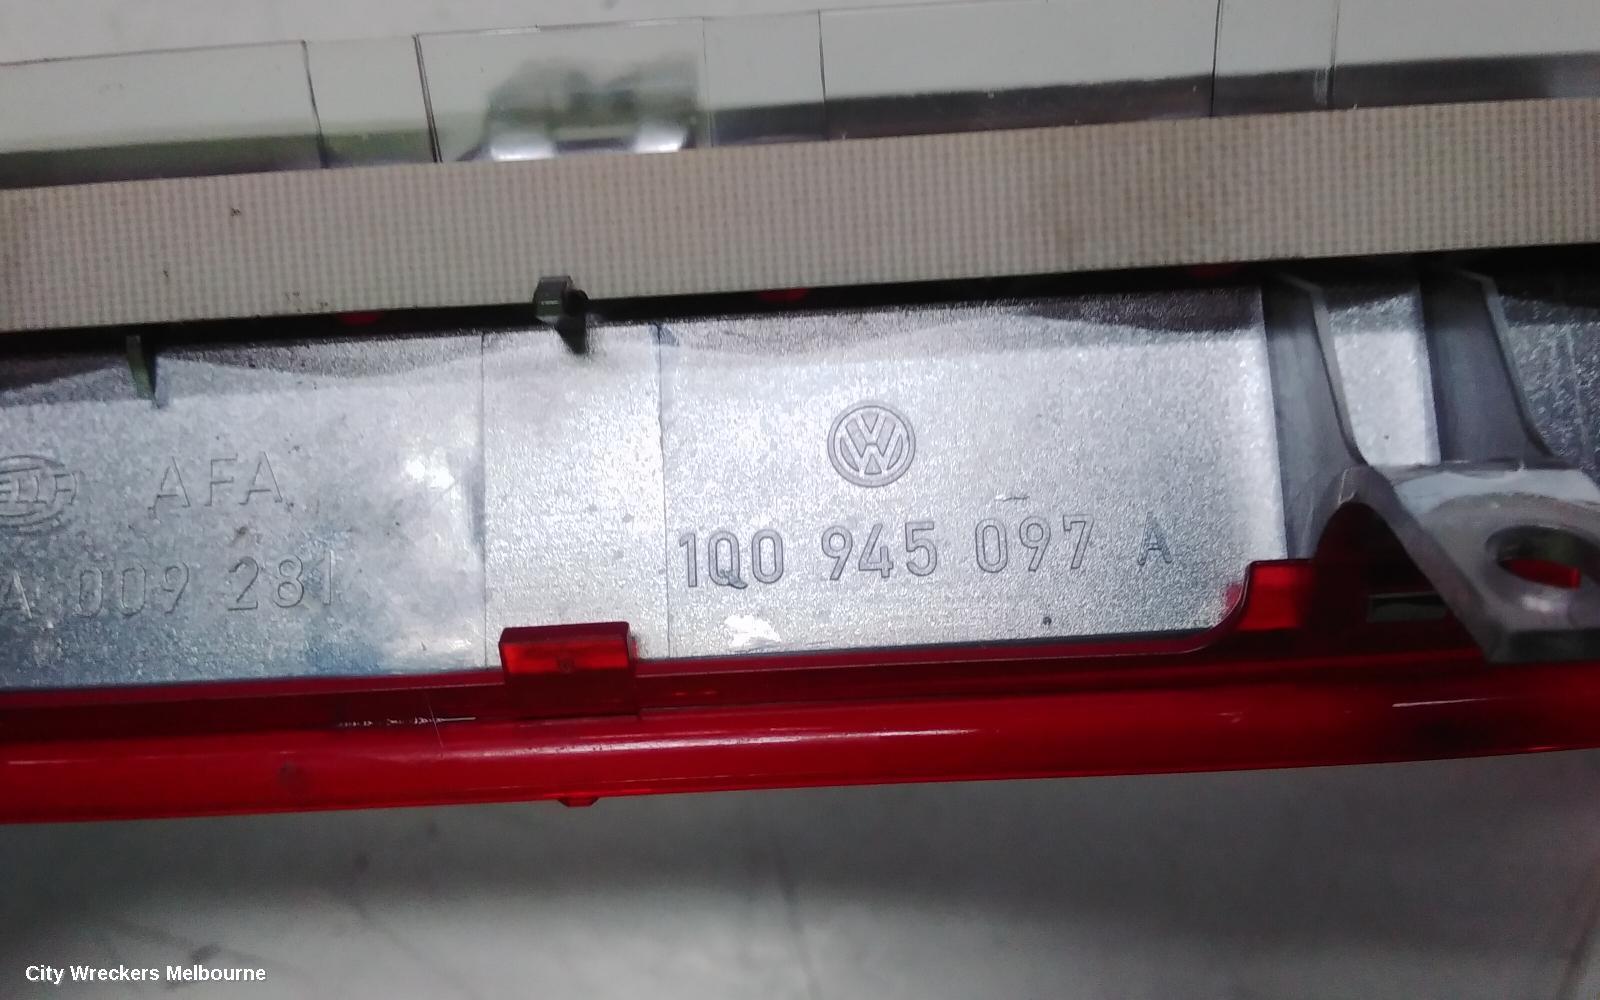 AFA
A 009 281
1Q0 945 097 A
City Wreckers Melbourne